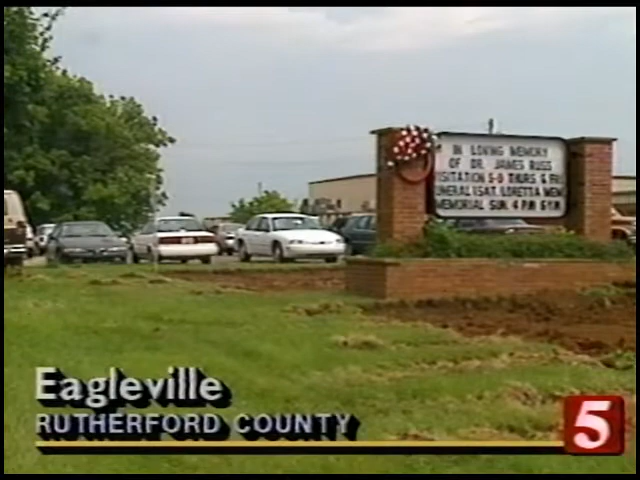 IN LOVING MEMORY
OF DR. JAMES RUSS
VISITATION 5-9 THURS & FRI
FUNERAL 1 SAT. LORETTA MEM
MEMORIAL SUN. 4 PM GYM
Eagleville
RUTHERFORD COUNTY
5